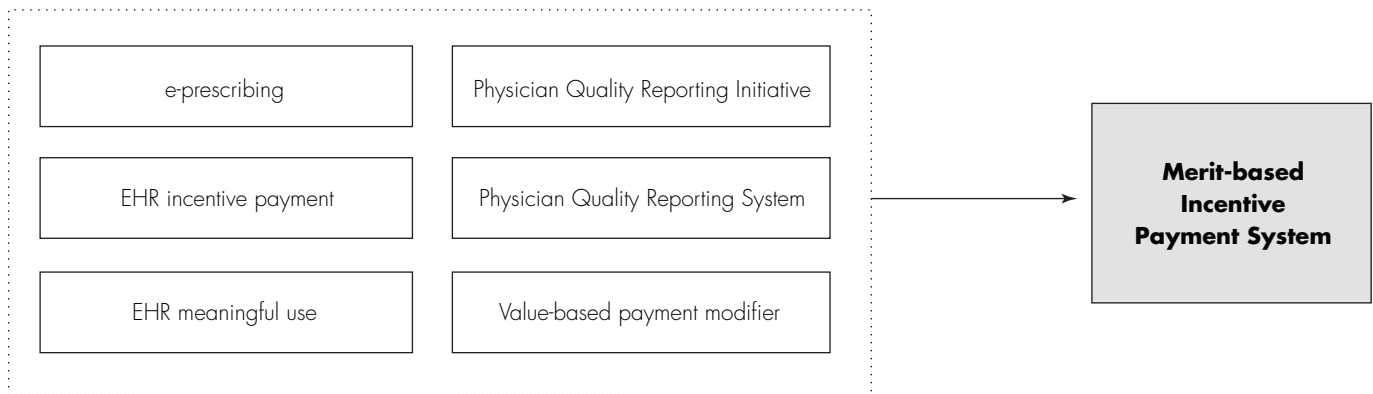 e-prescribing
Physician Quality Reporting Initiative
EHR incentive payment
Physician Quality Reporting System
EHR meaningful use
Value-based payment modifier
Merit-based
Incentive
Payment System